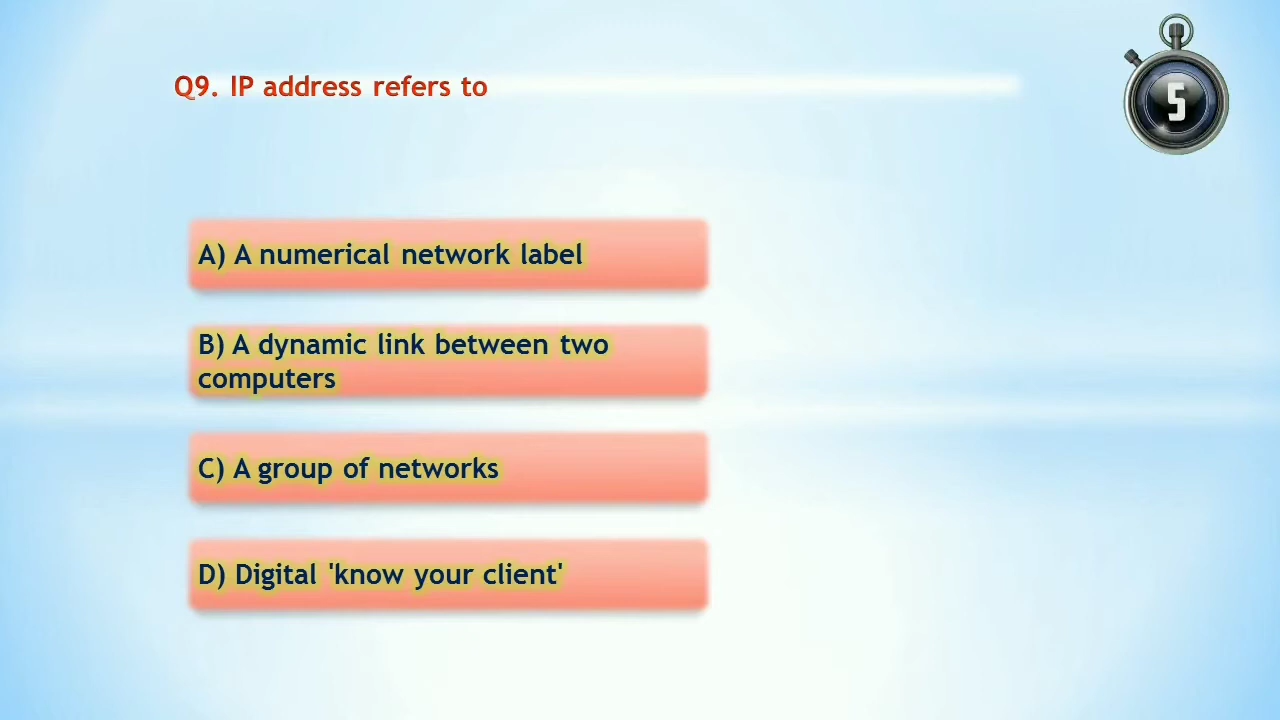 Q9. IP address refers to
5
A) A numerical network label
B) A dynamic link between two
computers
C) A group of networks
D) Digital 'know your client'